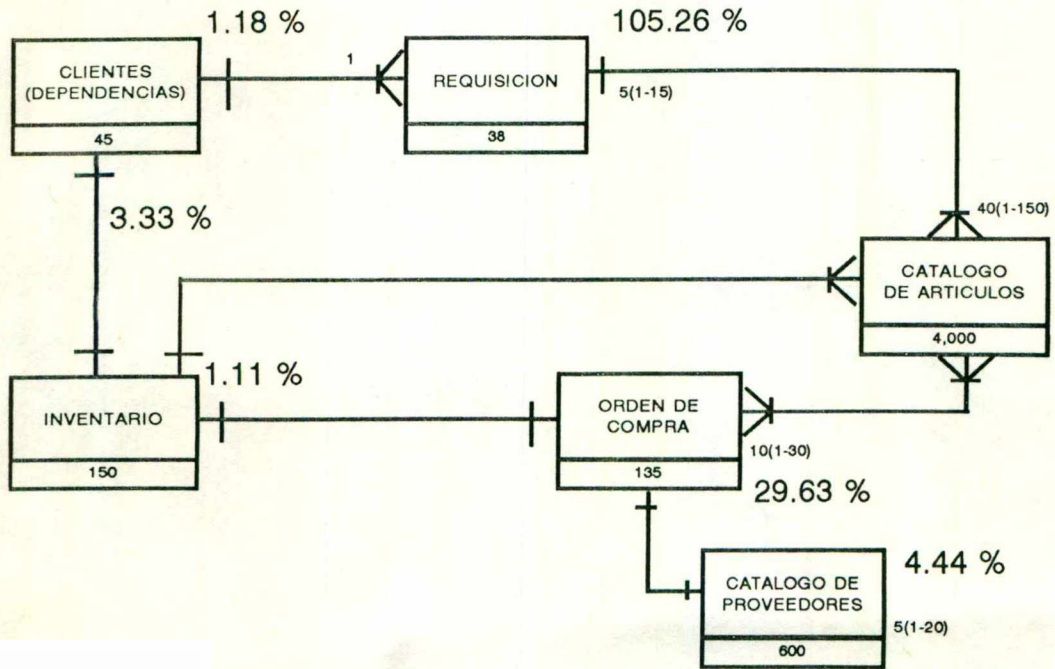 1.18 %
105.26 %
CLIENTES
(DEPENDENCIAS)
45
1
REQUISICION
38
5(1-15)
3.33 %
40(1-150)
CATALOGO
DE ARTICULOS
4,000
1.11 %
INVENTARIO
150
ORDEN DE
COMPRA
135
10(1-30)
29.63 %
4.44 %
CATALOGO DE
PROVEEDORES
600
5(1-20)